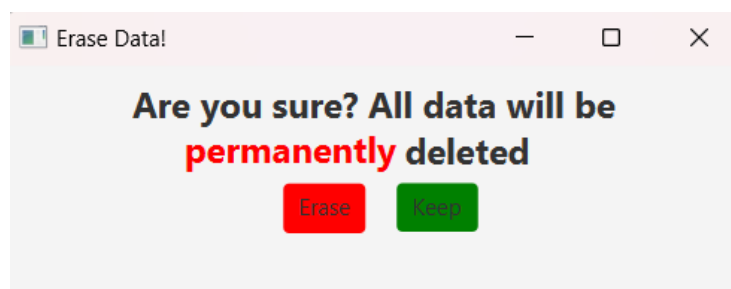 Erase Data!
Are you sure? All data will be
permanently deleted
Erase Keep